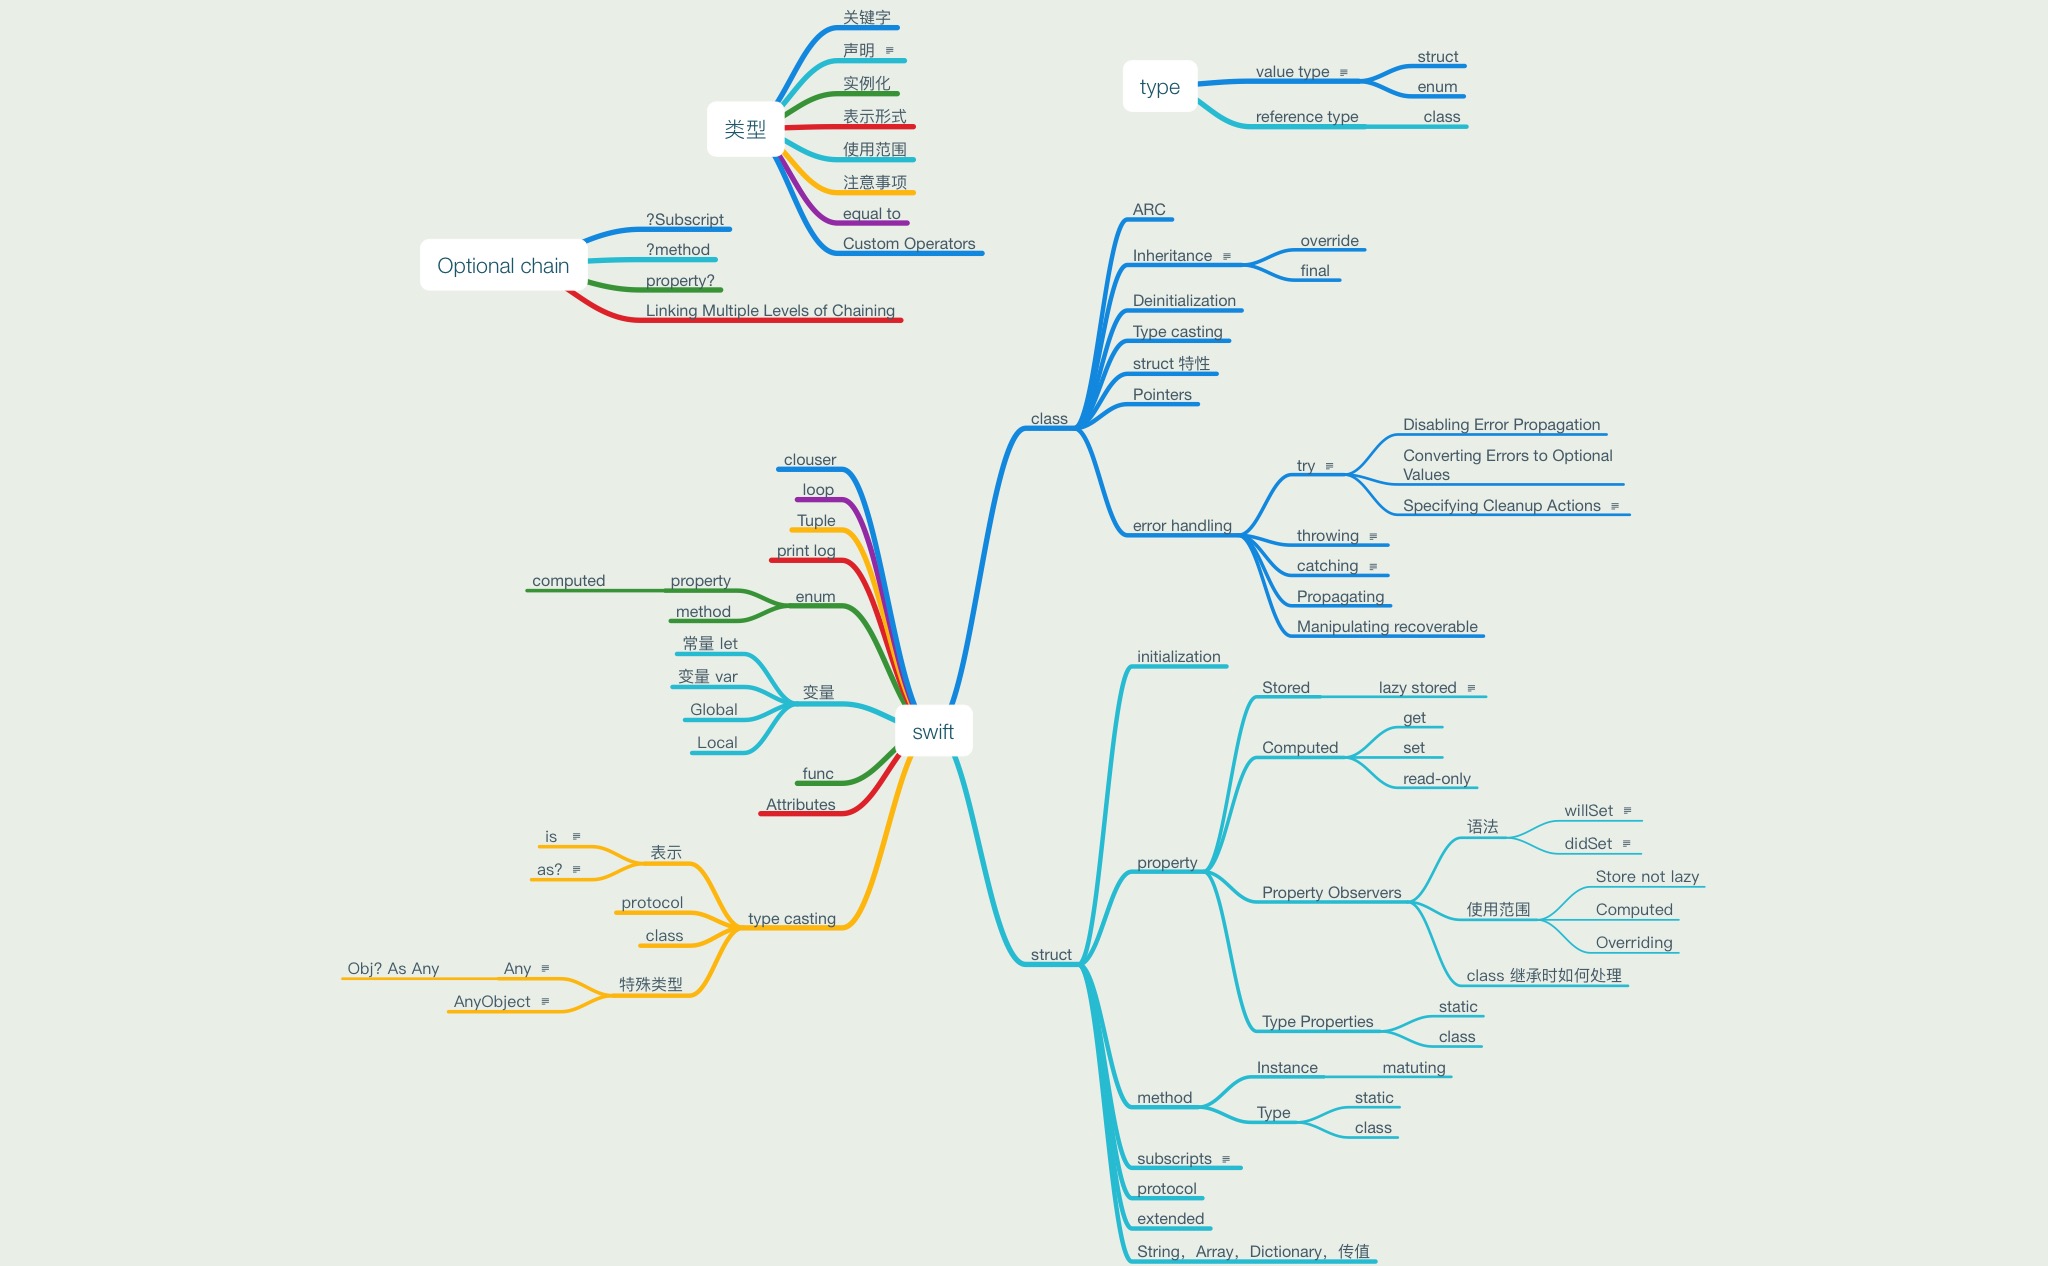 类型
关键字
声明
实例化
表示形式
使用范围
注意事项
equal to
Custom Operators
type
value type
struct
enum
reference type
class
Optional chain
?Subscript
?method
property?
Linking Multiple Levels of Chaining
swift
clouser
loop
Tuple
print log
enum
property
computed
method
变量
常量 let
变量 var
Global
Local
func
Attributes
type casting
表示
is
as?
protocol
class
特殊类型
Any
Obj? As Any
AnyObject
class
ARC
Inheritance
override
final
Deinitialization
Type casting
struct 特性
Pointers
error handling
try
Disabling Error Propagation
Converting Errors to Optional
Values
Specifying Cleanup Actions
throwing
catching
Propagating
Manipulating recoverable
struct
initialization
property
Stored
lazy stored
Computed
get
set
read-only
Property Observers
语法
willSet
didSet
使用范围
Store not lazy
Computed
Overriding
class 继承时如何处理
Type Properties
static
class
method
Instance
matuting
Type
static
class
subscripts
protocol
extended
String，Array，Dictionary，传值